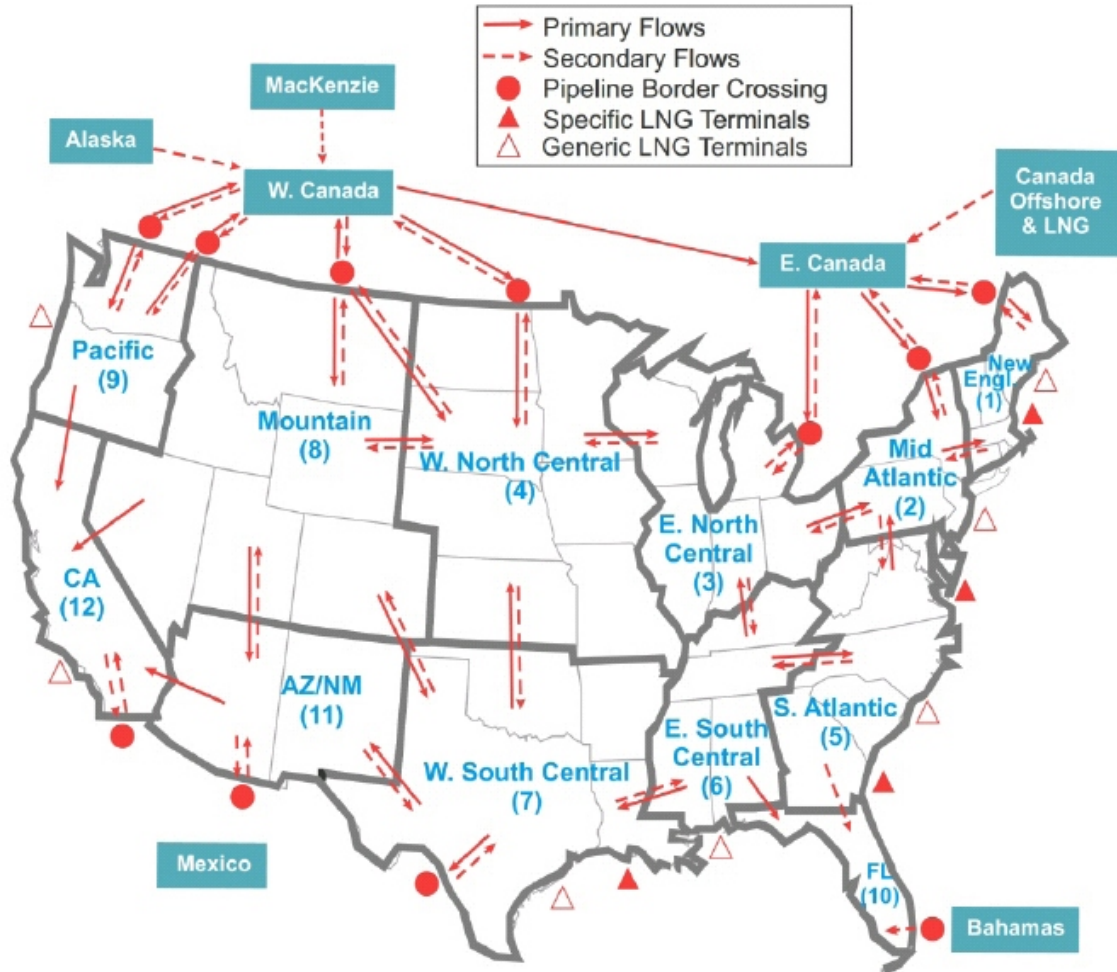 Primary Flows
Secondary Flows
Pipeline Border Crossing
Specific LNG Terminals
Generic LNG Terminals
MacKenzie
Alaska
W. Canada
Canada
Offshore
& LNG
E. Canada
Pacific
(9)
Mountain
(8)
W. North Central
(4)
New
Engl.
(1)
Mid
Atlantic
(2)
E. North
Central
(3)
CA
(12)
AZ/NM
(11)
W. South Central
(7)
E. South
Central
(6)
S. Atlantic
(5)
FL
(10)
Mexico
Bahamas